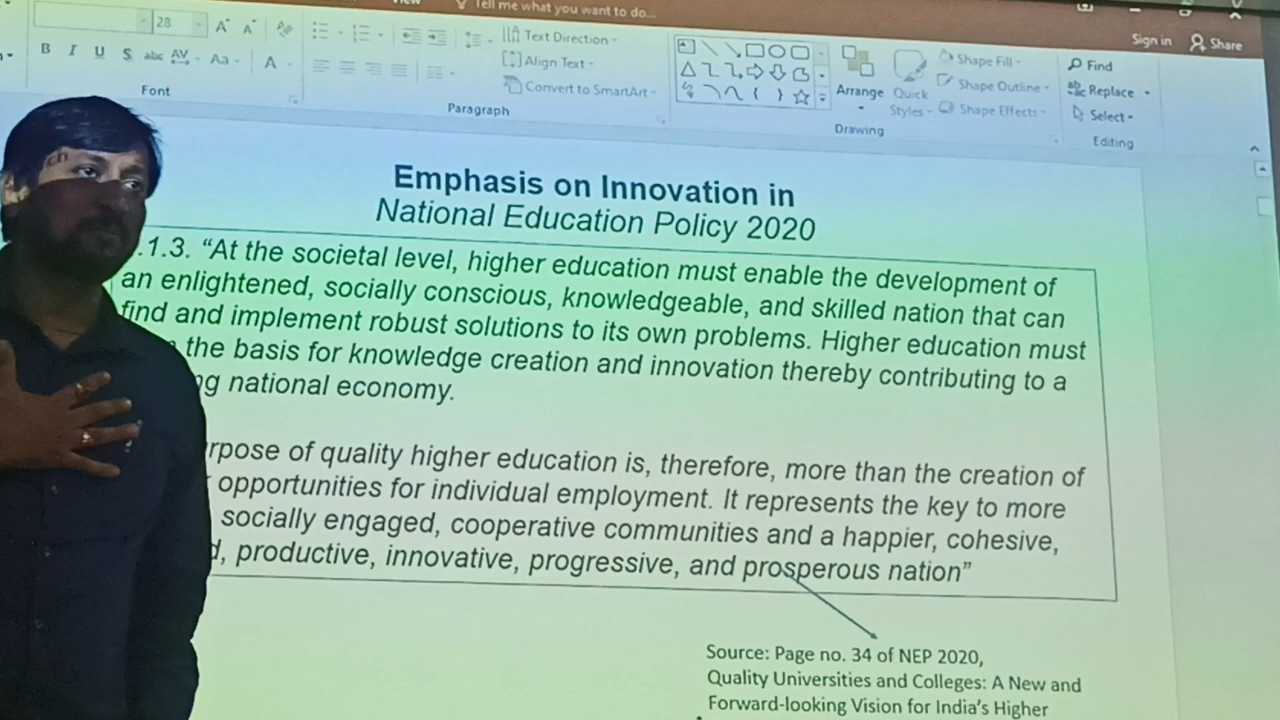 Tell me what you want to do...
Sign in Share
28
Text Direction
Align Text
Convert to SmartArt
B I U S abc AV Aa A
Arrange
Quick
Styles
Shape Fill
Shape Outline
Shape Effects
Find
Replace
Select
Font
Paragraph
Drawing
Editing
Emphasis on Innovation in
National Education Policy 2020
.1.3. “At the societal level, higher education must enable the development of
an enlightened, socially conscious, knowledgeable, and skilled nation that can
find and implement robust solutions to its own problems. Higher education must
the basis for knowledge creation and innovation thereby contributing to a
national economy.
of quality higher education is, therefore, more than the creation of
opportunities for individual employment. It represents the key to more
socially engaged, cooperative communities and a happier, cohesive,
productive, innovative, progressive, and prosperous nation”
Source: Page no. 34 of NEP 2020,
Quality Universities and Colleges: A New and
Forward-looking Vision for India’s Higher